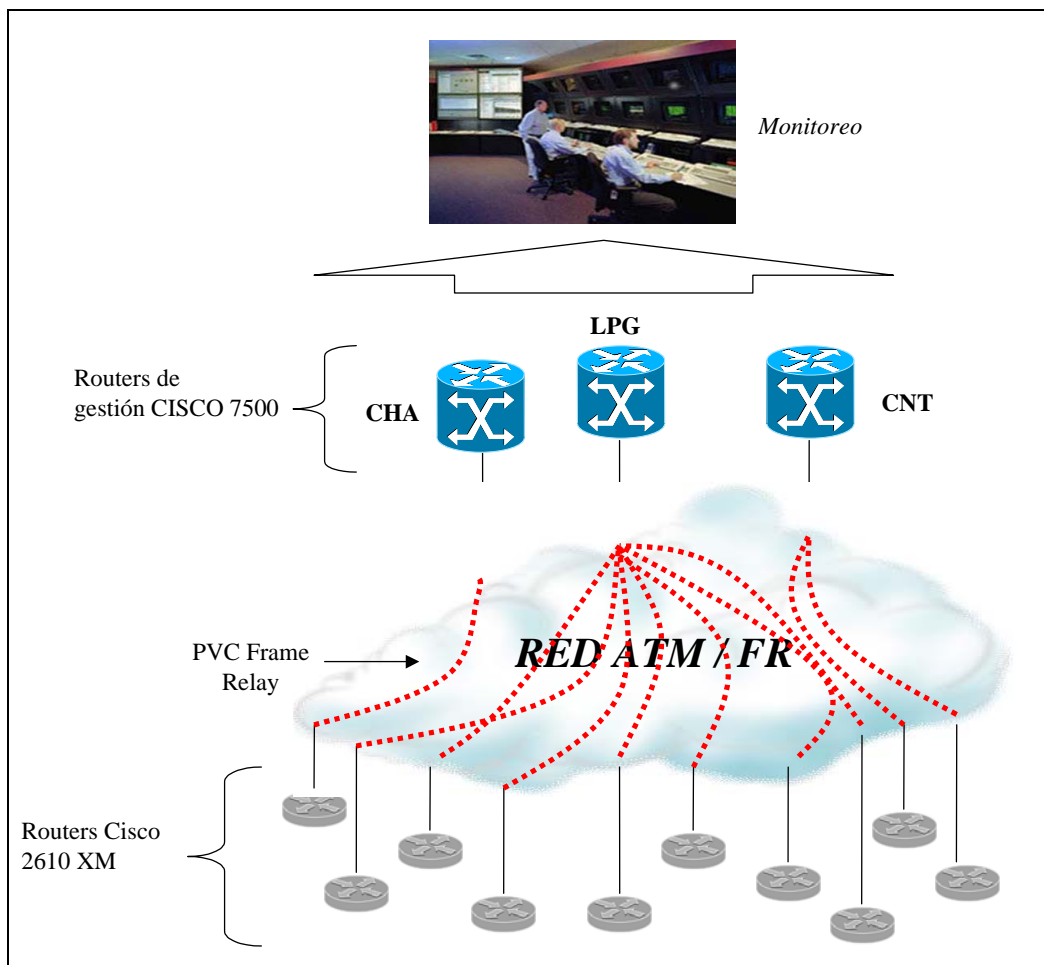 Monitoreo
LPG
Routers de
gestión CISCO 7500
CHA
CNT
PVC Frame
Relay
RED ATM / FR
Routers Cisco
2610 XM